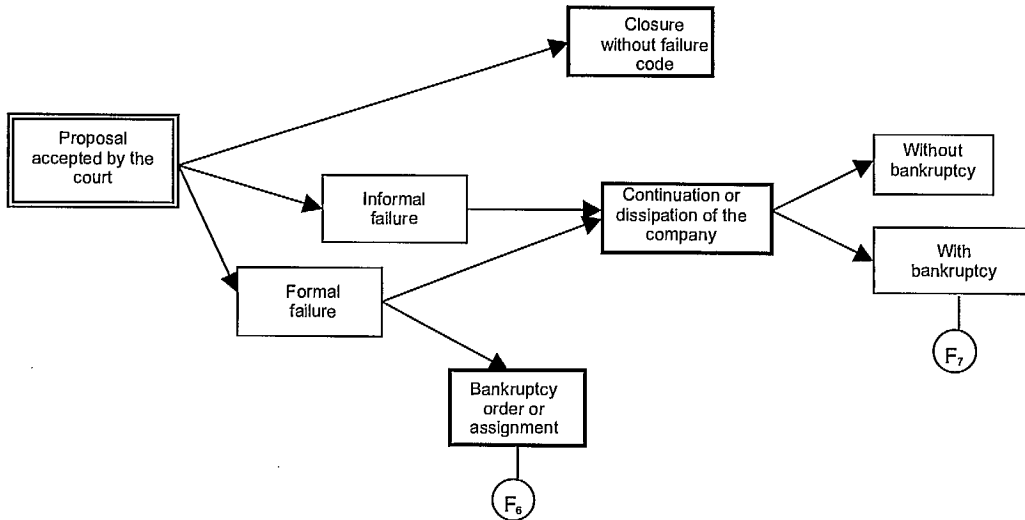 Closure
without failure
code
Proposal
accepted by the
court
Without
bankruptcy
Informal
failure
Continuation or
dissipation of the
company
With
bankruptcy
Formal
failure
F7
Bankruptcy
order or
assignment
F6